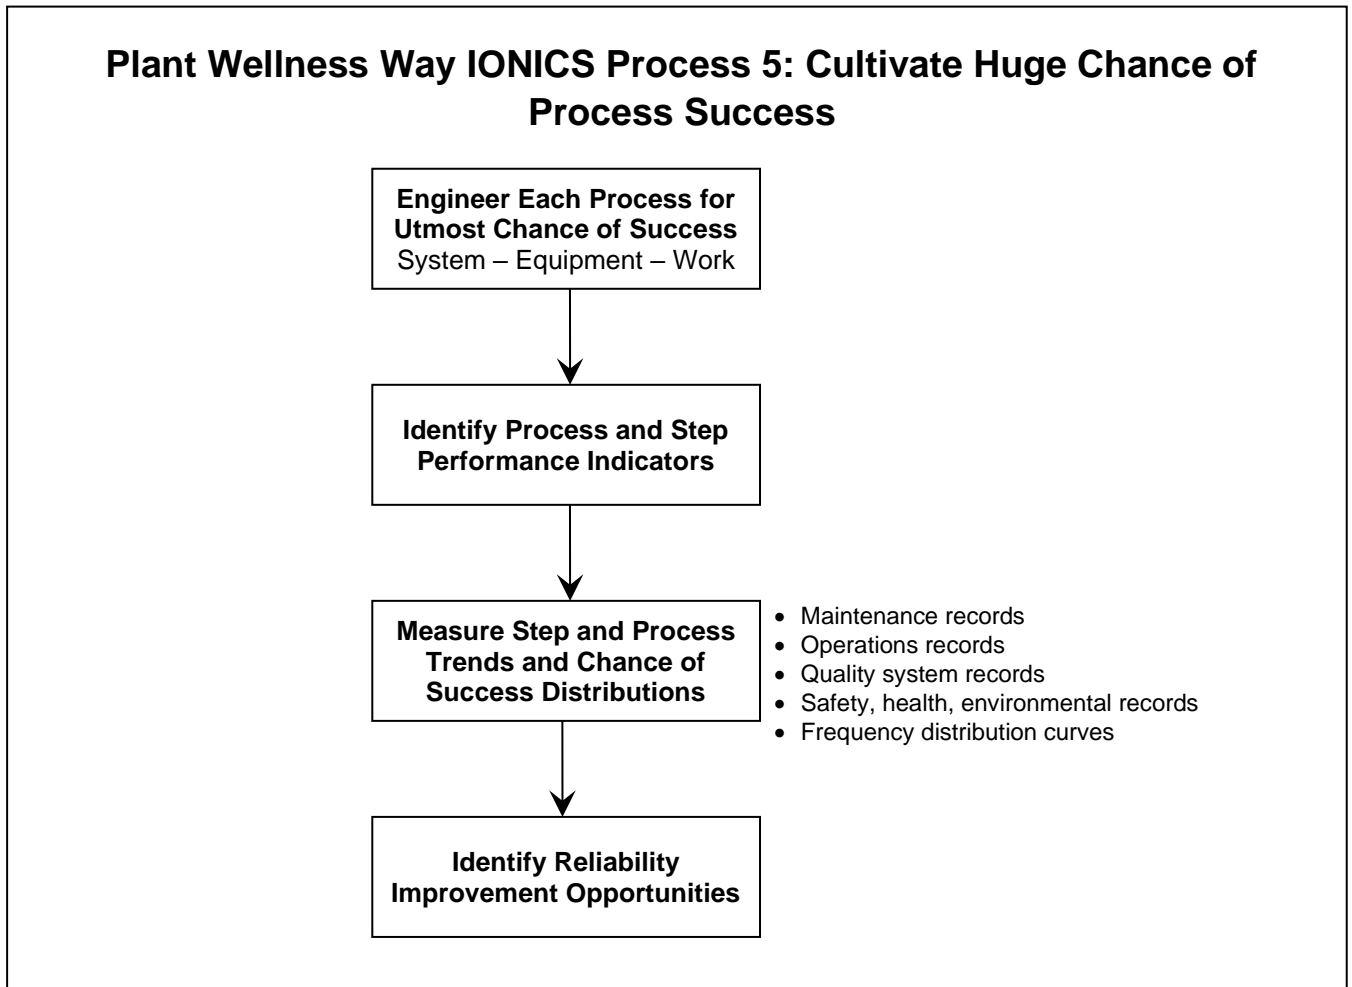 Plant Wellness Way IONICS Process 5: Cultivate Huge Chance of
Process Success
Engineer Each Process for
Utmost Chance of Success
System – Equipment – Work
Identify Process and Step
Performance Indicators
Measure Step and Process
Trends and Chance of
Success Distributions
• Maintenance records
• Operations records
• Quality system records
• Safety, health, environmental records
• Frequency distribution curves
Identify Reliability
Improvement Opportunities